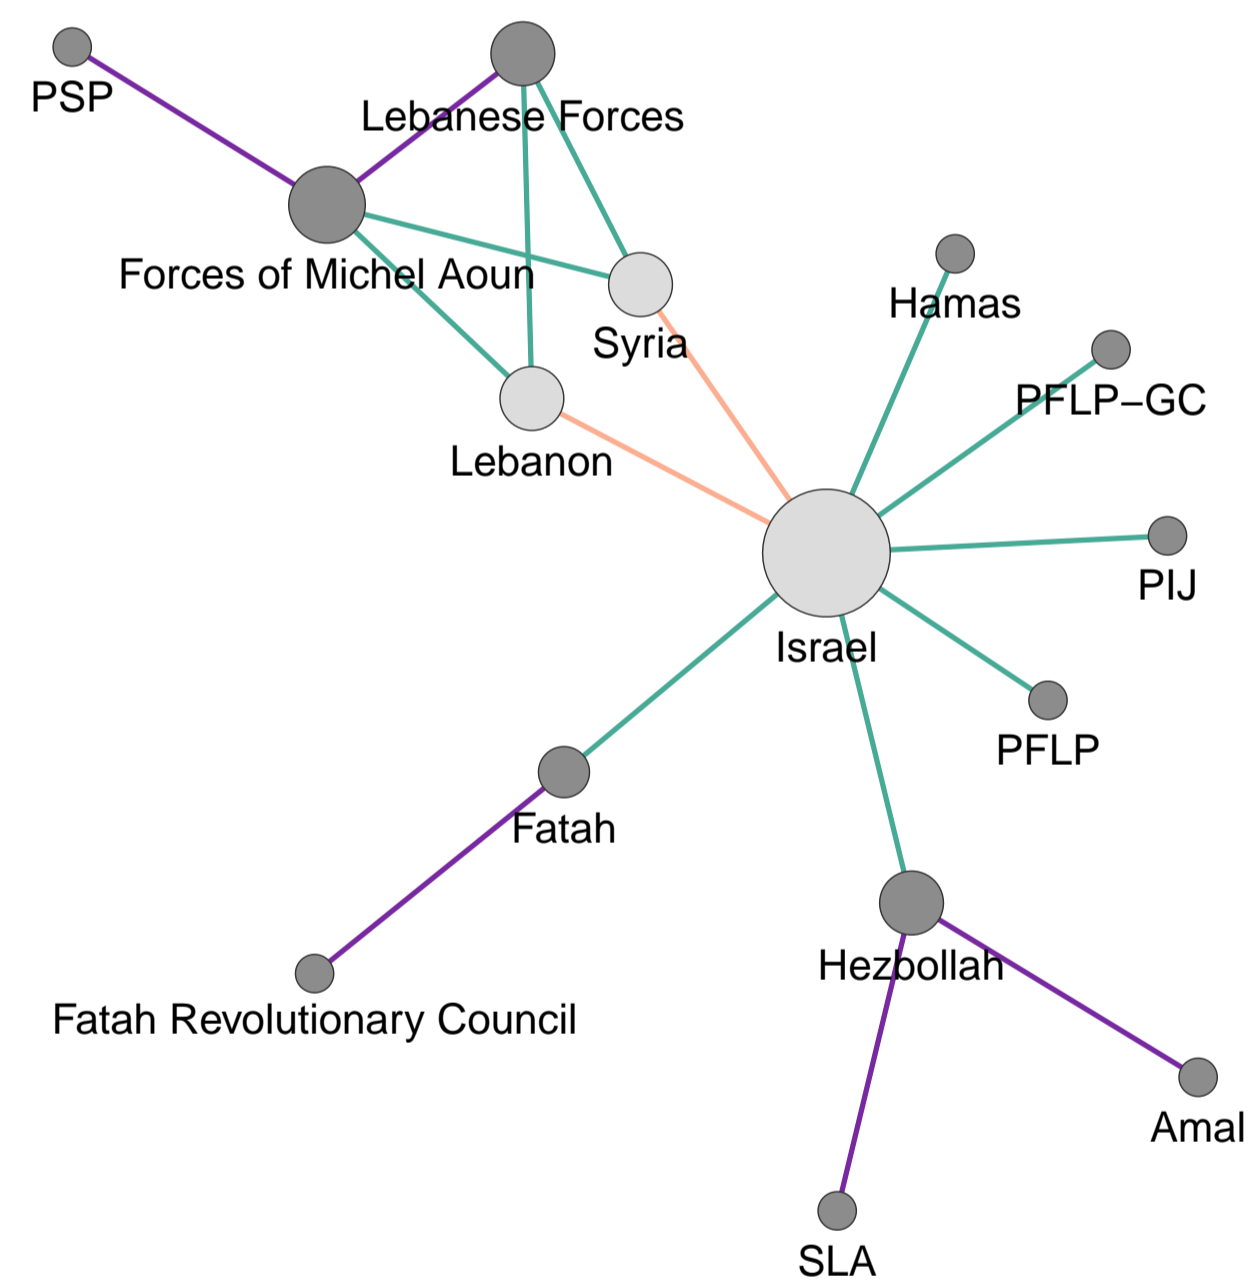 PSP
Lebanese Forces
Forces of Michel Aoun
Hamas
Syria
PFLP−GC
Lebanon
PIJ
Israel
PFLP
Fatah
Hezbollah
Fatah Revolutionary Council
Amal
SLA